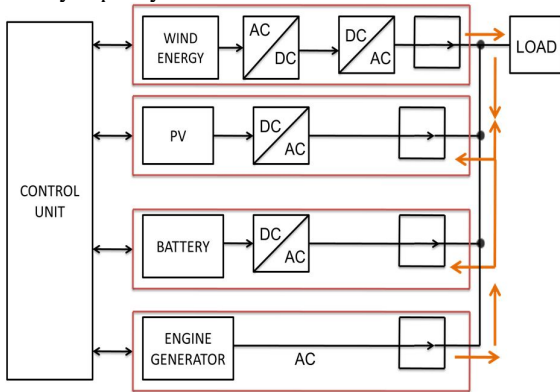 WIND
ENERGY
AC
DC
DC
AC
LOAD
PV
DC
AC
CONTROL
UNIT
BATTERY
DC
AC
ENGINE
GENERATOR
AC